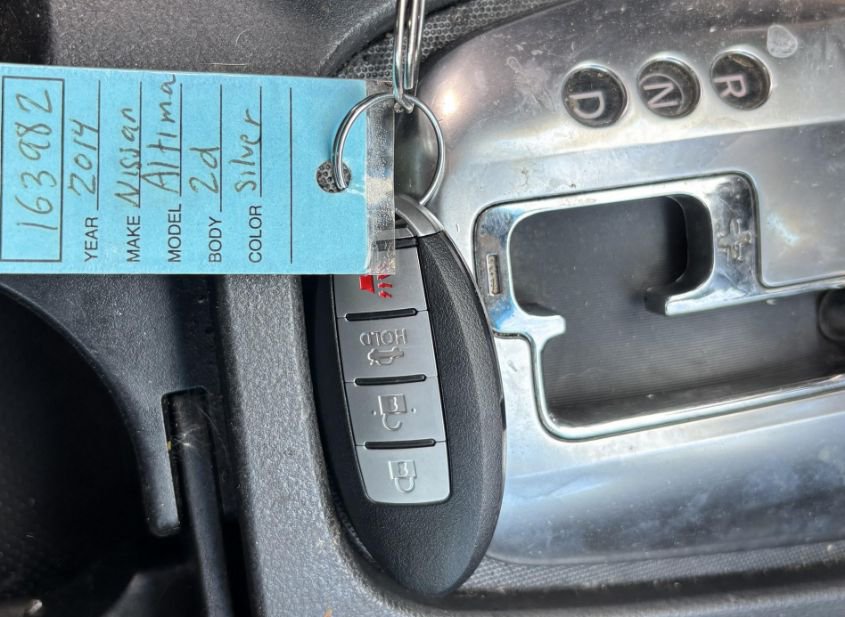 163982
YEAR 2014
MAKE Nissan
MODEL Altima
BODY 2d
COLOR Silver
HOLD
R
N
D
+
-